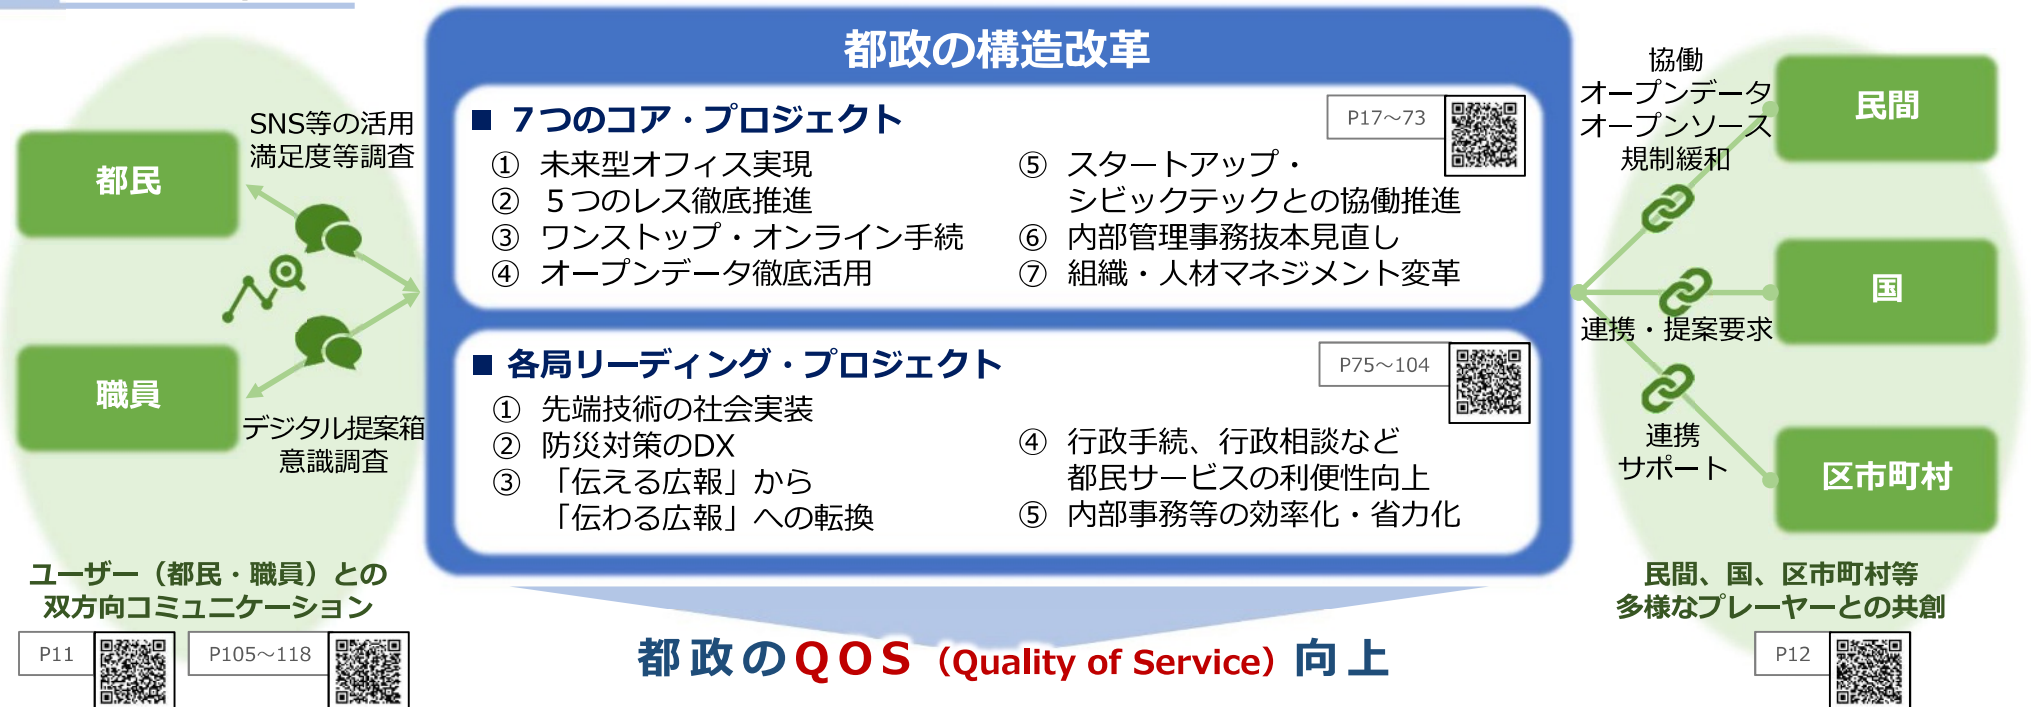 都政の構造改革
都民
職員
SNS等の活用
満足度等調査
デジタル提案箱
意識調査
ユーザー（都民・職員）との
双方向コミュニケーション
P11
P105～118
■ 7つのコア・プロジェクト
P17～73
① 未来型オフィス実現
② 5つのレス徹底推進
③ ワンストップ・オンライン手続
④ オープンデータ徹底活用
⑤ スタートアップ・
シビックテックとの協働推進
⑥ 内部管理事務抜本見直し
⑦ 組織・人材マネジメント変革
■ 各局リーディング・プロジェクト
P75～104
① 先端技術の社会実装
② 防災対策のDX
③ 「伝える広報」から
「伝わる広報」への転換
④ 行政手続、行政相談など
都民サービスの利便性向上
⑤ 内部事務等の効率化・省力化
都政のQOS（Quality of Service）向上
協働
オープンデータ
オープンソース
規制緩和
民間
国
連携・提案要求
連携
サポート
区市町村
民間、国、区市町村等
多様なプレーヤーとの共創
P12